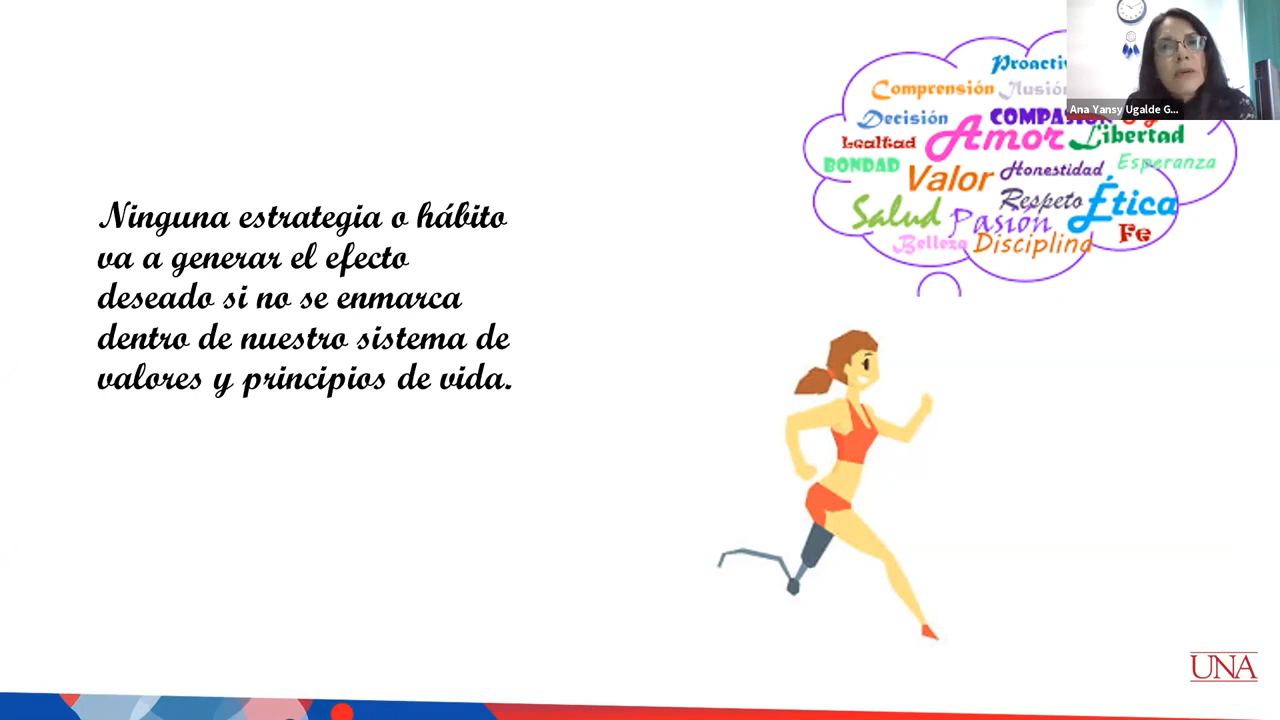 Ninguna estrategia o hábito
va a generar el efecto
deseado si no se enmarca
dentro de nuestro sistema de
valores y principios de vida.
Comprensión
Decisión COMPASIÓN
Lealtad Amor Libertad
BONDAD Valor Honestidad Esperanza
Salud Pasión Respeto Ética
Belleza Disciplina Fe
Ana Yansy Ugalde G...
UNA